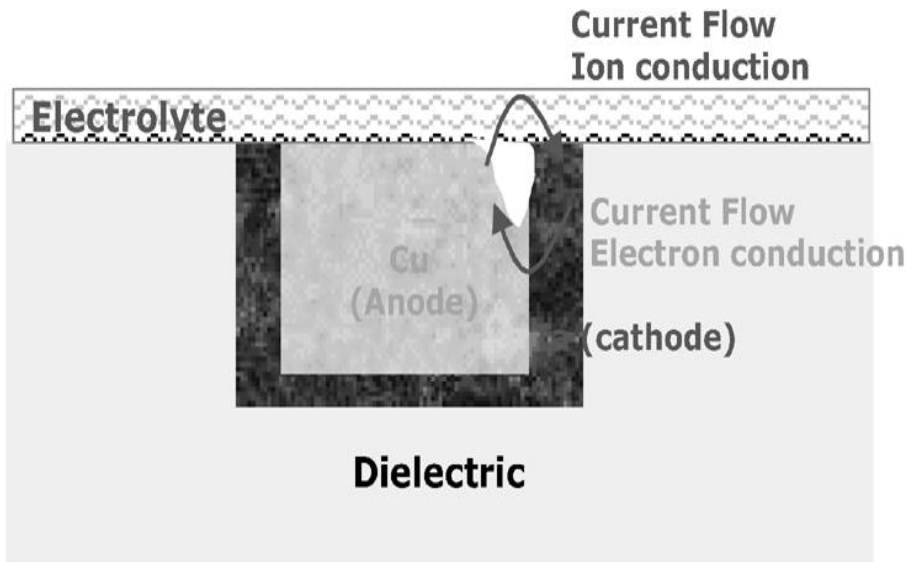 Current Flow
Ion conduction
Electrolyte
Current Flow
Electron conduction
Cu
(Anode)
(cathode)
Dielectric